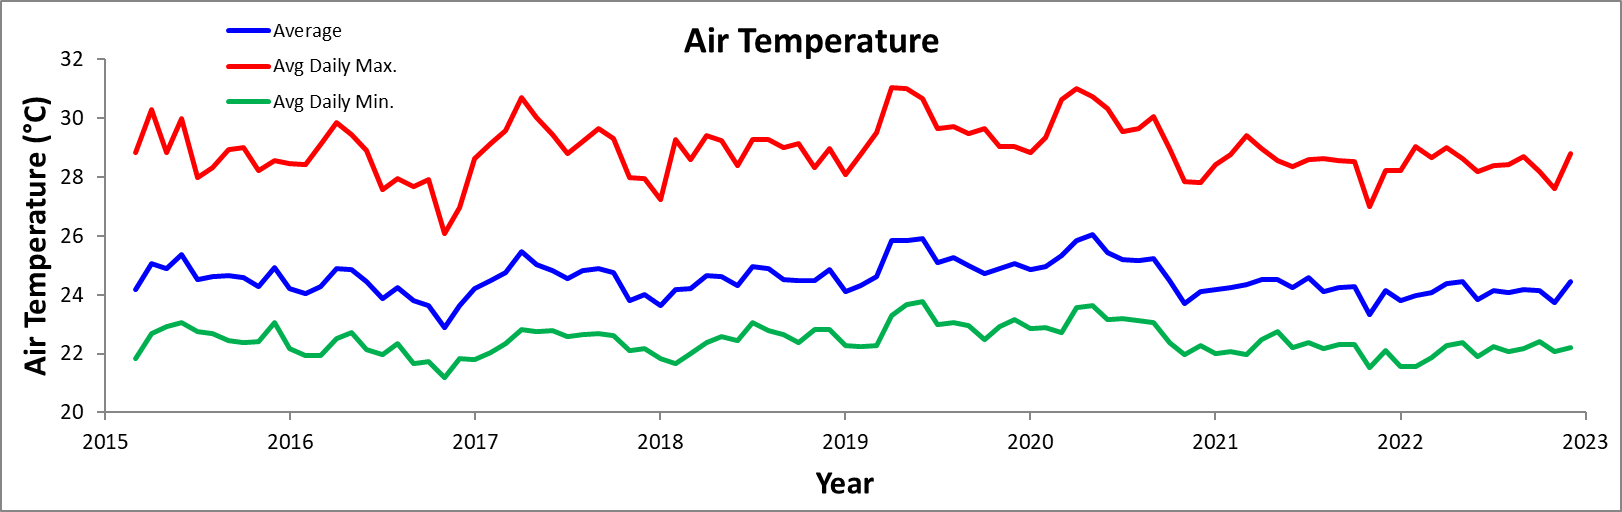 Air Temperature
Average
Avg Daily Max.
Avg Daily Min.
Air Temperature (°C)
32
30
28
26
24
22
20
2015 2016 2017 2018 2019 2020 2021 2022 2023
Year